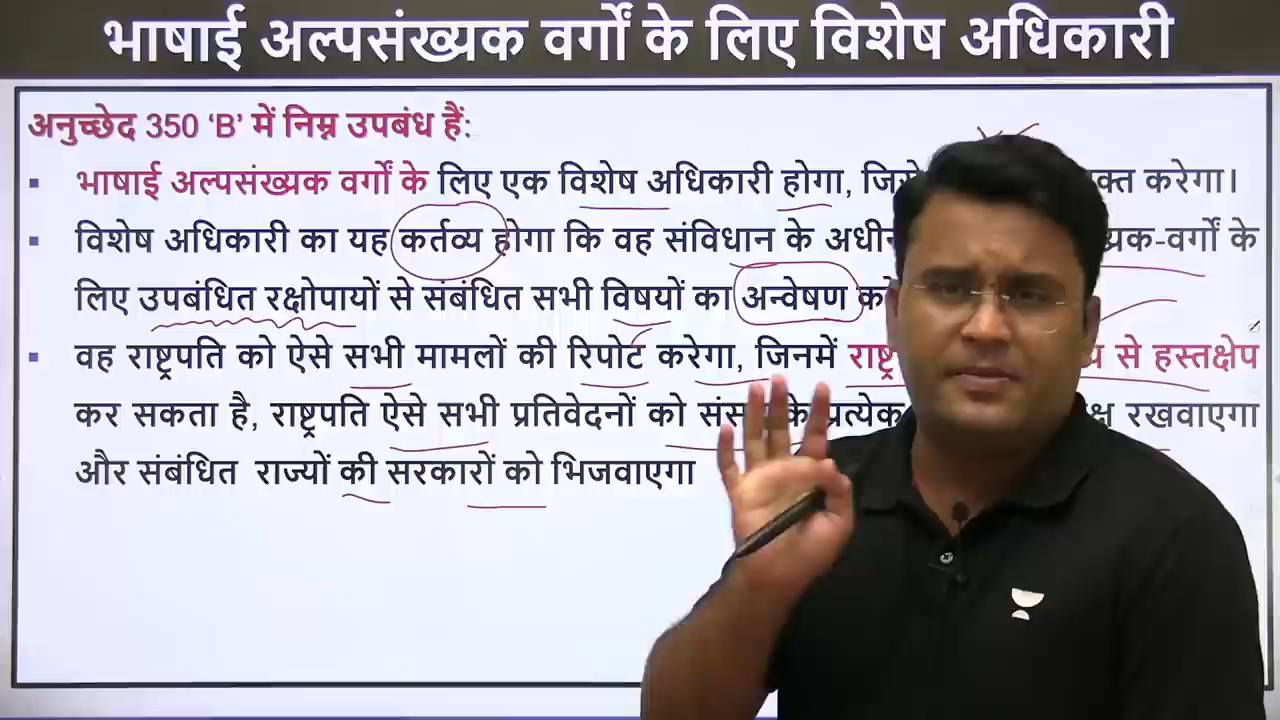 भाषाई अल्पसंख्यक वर्गों के लिए विशेष अधिकारी
अनुच्छेद 350 ‘B’ में निम्न उपबंध हैं:
▪ भाषाई अल्पसंख्यक वर्गों के लिए एक विशेष अधिकारी होगा, करेगा।
▪ विशेष अधिकारी का यह कर्तव्य होगा कि वह संविधान के वर्गों के
लिए उपबंधित रक्षोपायों से संबंधित सभी विषयों का अन्वेषण
▪ वह राष्ट्रपति को ऐसे सभी मामलों की रिपोर्ट करेगा, जिनमें से हस्तक्षेप
कर सकता है, राष्ट्रपति ऐसे सभी प्रतिवेदनों को के प्रत्येक रखवाएगा
और संबंधित राज्यों की सरकारों को भिजवाएगा